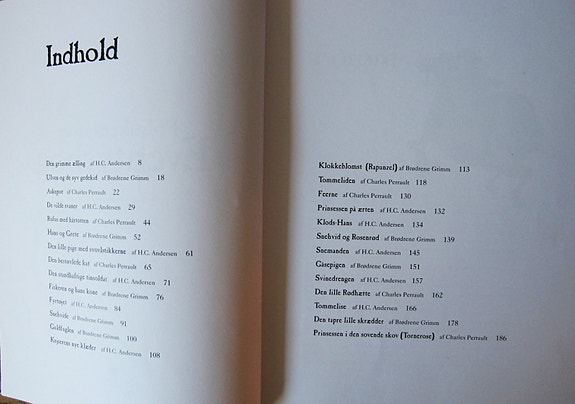 Indhold
Den grimme ælling af H.C. Andersen 8
Ulven og de syv gedekid af Brødrene Grimm 18
Askepot af Charles Perrault 22
De vilde svaner af H.C. Andersen 29
Rolus med hårtotten af Charles Perrault 44
Hans og Grete af Brødrene Grimm 52
Den lille pige med svovlstikkerne af H.C. Andersen 61
Den bestøvlede kat af Charles Perrault 65
Den standhaftige tinsoldat af H.C. Andersen 71
Fiskeren og hans kone af Brødrene Grimm 76
Fyrtøjet af H.C. Andersen 84
Snehvide af Brødrene Grimm 91
Guldfuglen af Brødrene Grimm 100
Kejserens nye klæder af H.C. Andersen 108
Klokkeblomst (Rapunzel) af Brødrene Grimm 113
Tommeliden af Charles Perrault 118
Feerne af Charles Perrault 130
Prinsessen på ærten af H.C. Andersen 132
Klods-Hans af H.C. Andersen 134
Snehvid og Rosenrød af Brødrene Grimm 139
Snemanden af H.C. Andersen 145
Gåsepigen af Brødrene Grimm 151
Svinedrengen af H.C. Andersen 157
Den lille Rødhætte af Charles Perrault 162
Tommelise af H.C. Andersen 166
Den tapre lille skrædder af Brødrene Grimm 178
Prinsessen i den sovende skov (Tornerose) af Charles Perrault 186